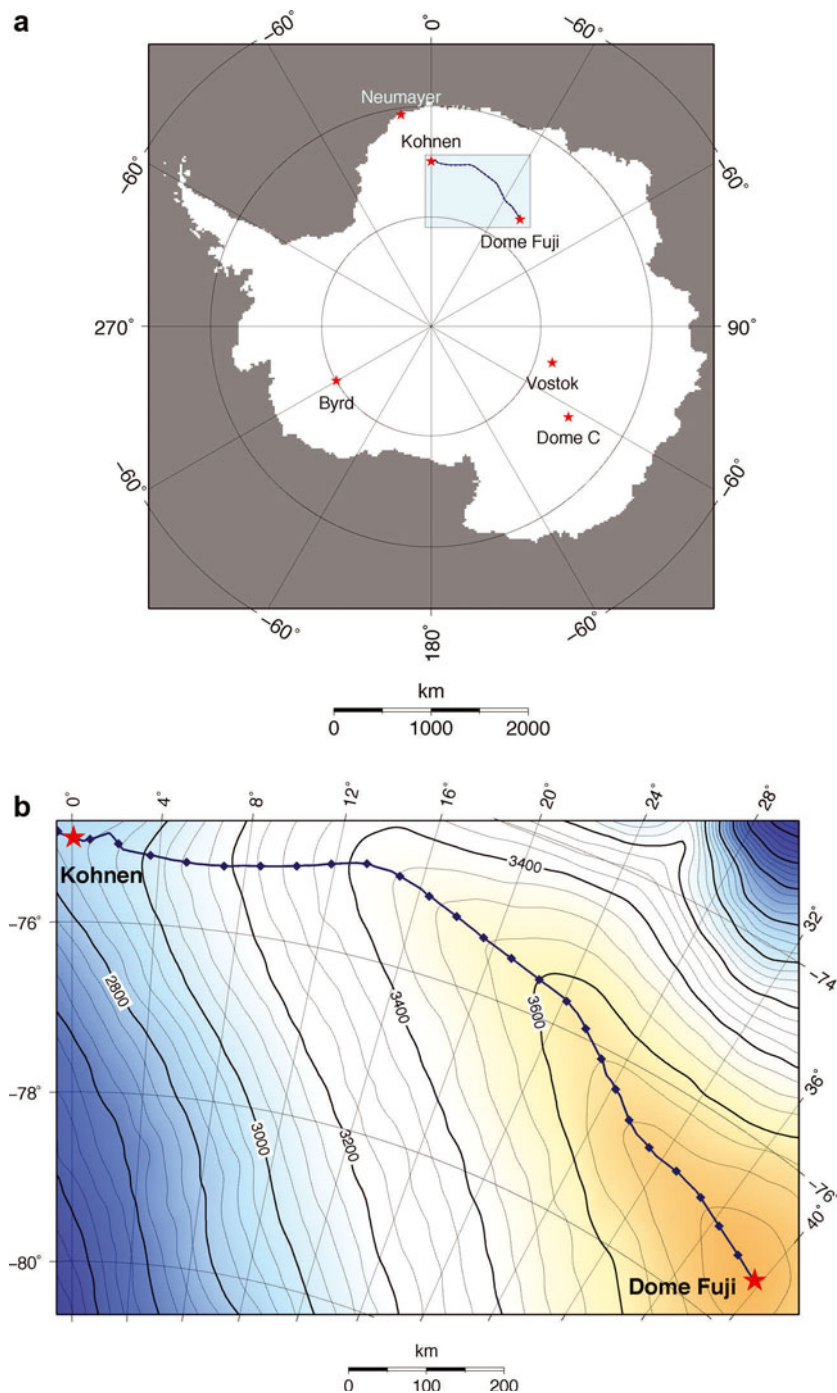 a
−60° 0° −60°
Neumayer
Kohnen
−60° −60°
Dome Fuji
270° 90°
Vostok
Byrd
Dome C
−60° −60°
−60° 180° −60°
km
0 1000 2000
b
0° 4° 8° 12° 16° 20° 24° 28°
Kohnen
3400
−76°
32°
−74
2800
3400
3600
−78°
36°
3000
3200
−76°
40°
−80°
Dome Fuji
km
0 100 200